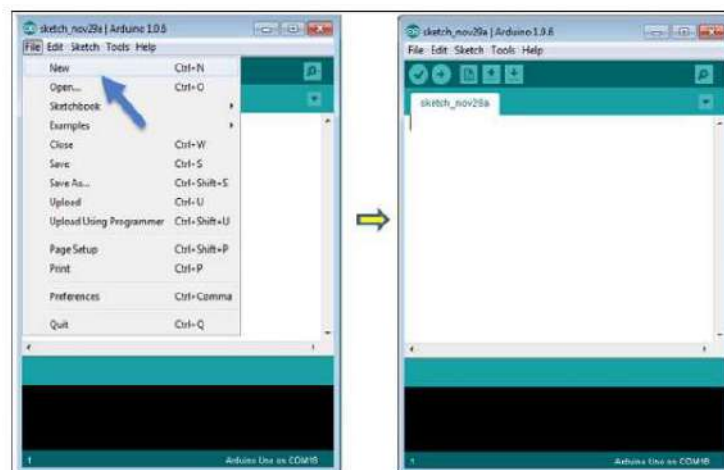 sketch_nov29a | Arduino 1.0.6
File Edit Sketch Tools Help
New Ctrl+N
Open... Ctrl+O
Sketchbook
Examples
Close Ctrl+W
Save Ctrl+S
Save As... Ctrl+Shift+S
Upload Ctrl+U
Upload Using Programmer Ctrl+Shift+U
Page Setup Ctrl+Shift+P
Print Ctrl+P
Preferences Ctrl+Comma
Quit Ctrl+Q
1 Arduino Uno on COM16
sketch_nov29a | Arduino 1.0.6
File Edit Sketch Tools Help
sketch_nov29a
1 Arduino Uno on COM16